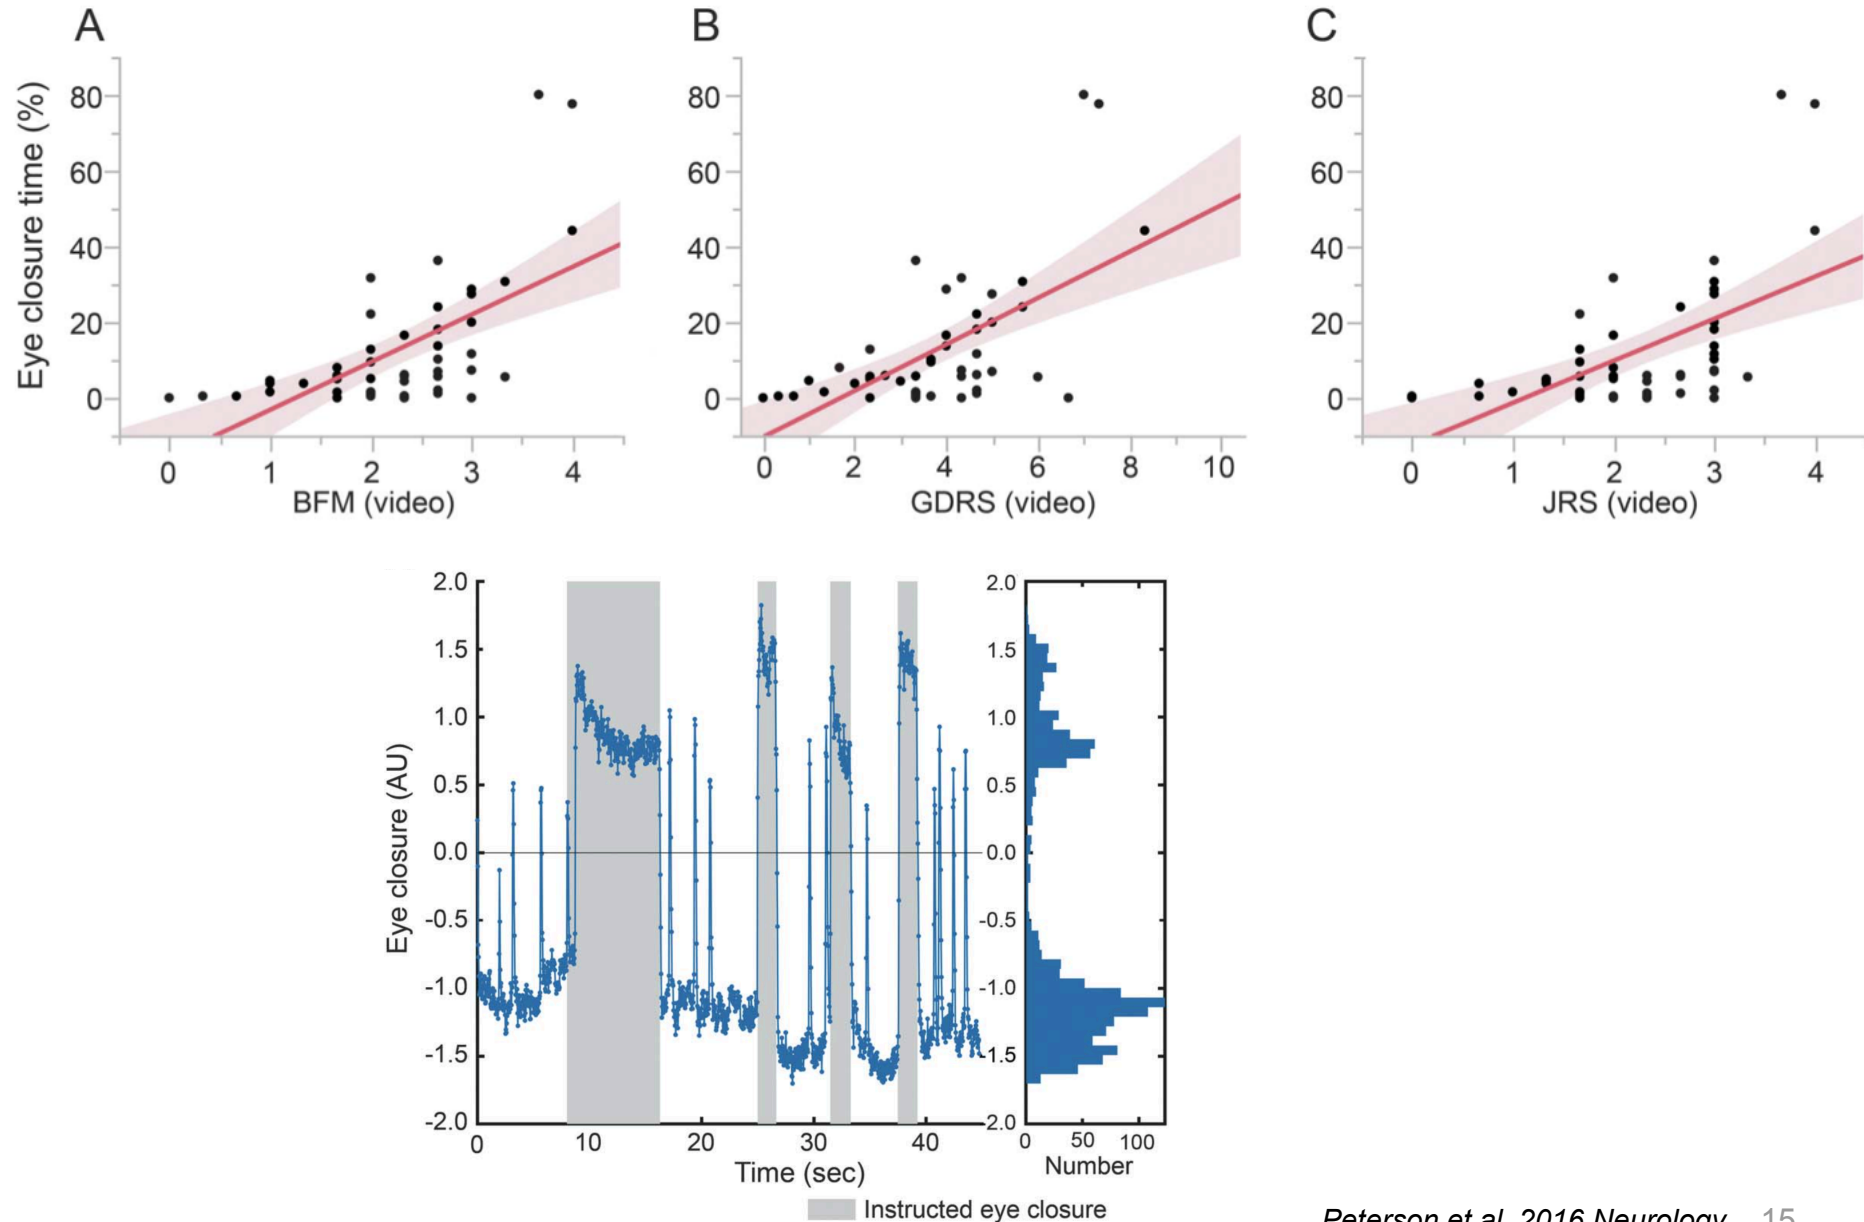 A
B
C
Eye closure time (%)
80
60
40
20
0
0 1 2 3 4
BFM (video)
80
60
40
20
0
0 2 4 6 8 10
GDRS (video)
80
60
40
20
0
0 1 2 3 4
JRS (video)
Eye closure (AU)
2.0
1.5
1.0
0.5
0.0
-0.5
-1.0
-1.5
-2.0
0 10 20 30 40
Time (sec)
2.0
1.5
1.0
0.5
0.0
-0.5
-1.0
-1.5
-2.0
0 50 100
Number
Instructed eye closure
Peterson et al. 2016 Neurology 15